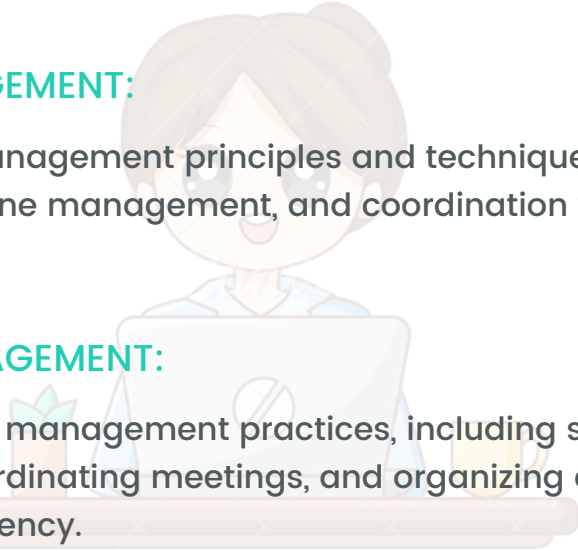 GEMENT:
nagement principles and technique
ne management, and coordination
AGEMENT:
management practices, including s
rdinating meetings, and organizing
ency.